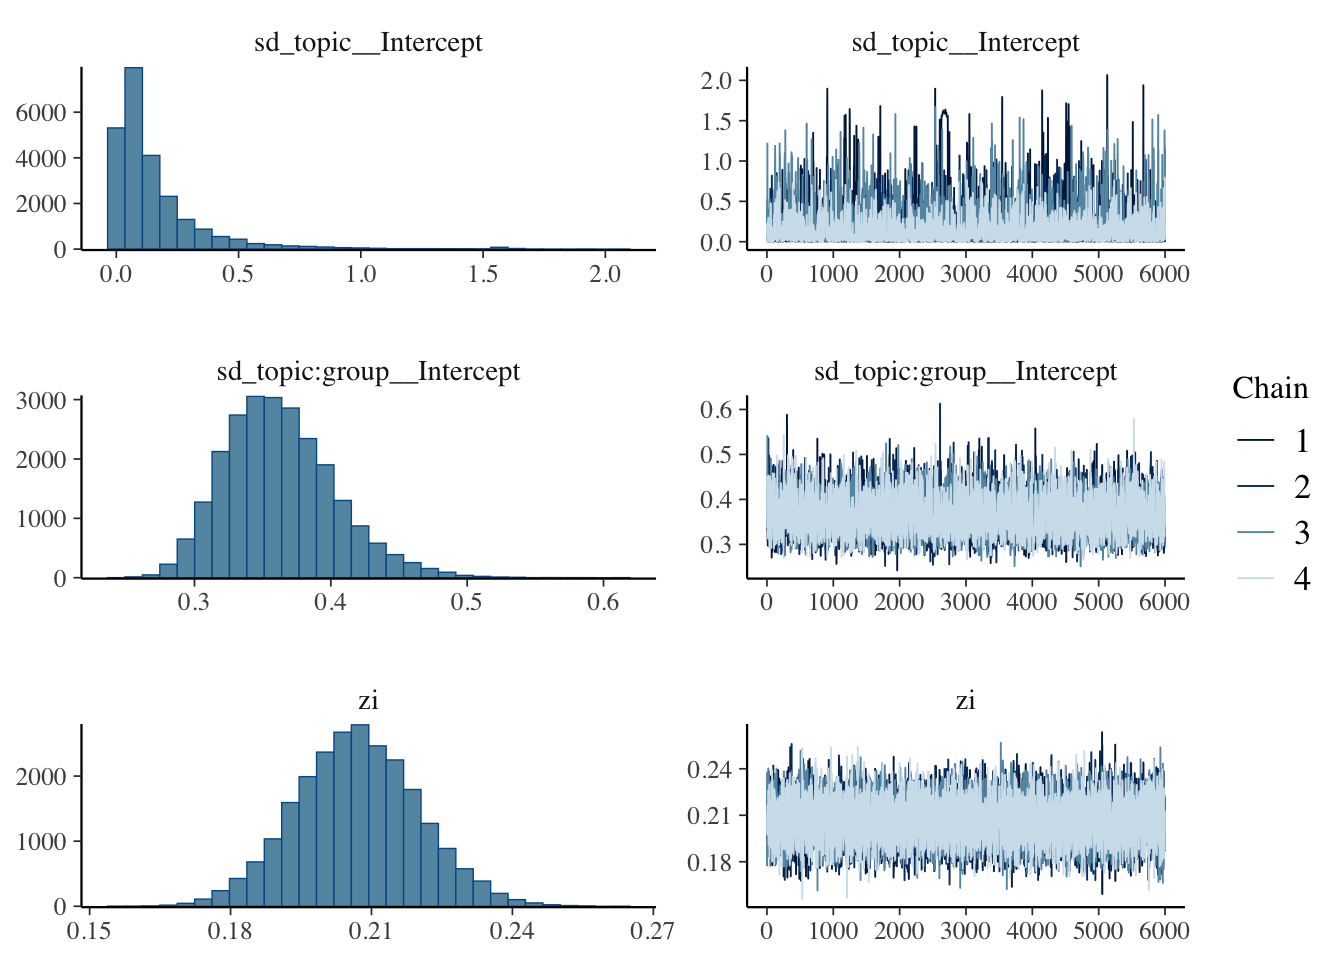 sd_topic__Intercept
6000
4000
2000
0
0.0 0.5 1.0 1.5 2.0
sd_topic__Intercept
2.0
1.5
1.0
0.5
0.0
0 1000 2000 3000 4000 5000 6000
sd_topic:group__Intercept
3000
2000
1000
0
0.3 0.4 0.5 0.6
sd_topic:group__Intercept
0.6
0.5
0.4
0.3
0 1000 2000 3000 4000 5000 6000
zi
2000
1000
0
0.15 0.18 0.21 0.24 0.27
zi
0.24
0.21
0.18
0 1000 2000 3000 4000 5000 6000
Chain
1
2
3
4